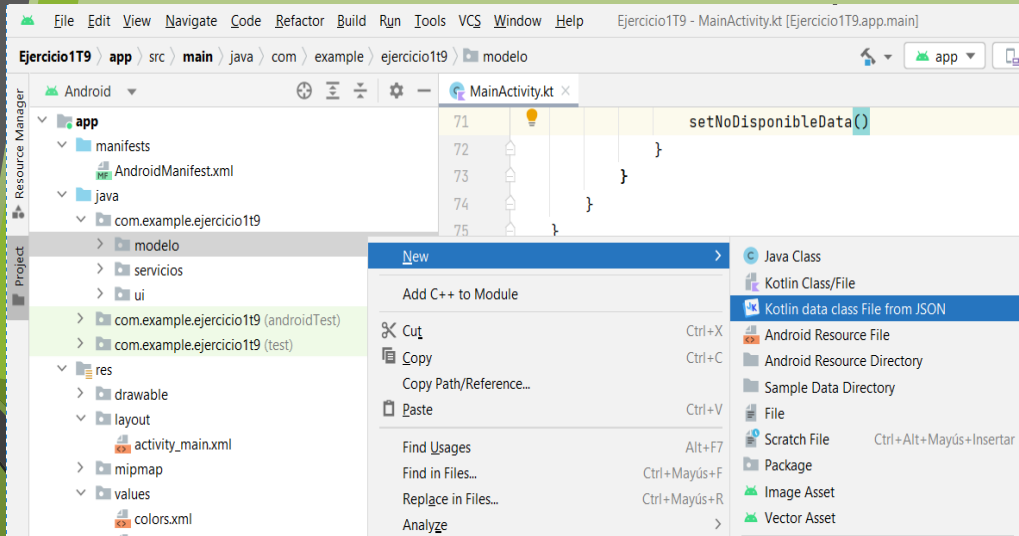 File Edit View Navigate Code Refactor Build Run Tools VCS Window Help Ejercicio1T9 - MainActivity.kt [Ejercicio1T9.app.main]
Ejercicio1T9 app src main java com example ejercicio1t9 modelo app
Resource Manager
Project
Android
app
manifests
MF
AndroidManifest.xml
java
com.example.ejercicio1t9
modelo
servicios
ui
com.example.ejercicio1t9 (androidTest)
com.example.ejercicio1t9 (test)
res
drawable
layout
activity_main.xml
mipmap
values
colors.xml
MainActivity.kt
71 setNoDisponibleData()
72 }
73 }
74 }
75 }
New
Add C++ to Module
Cut Ctrl+X
Copy Ctrl+C
Copy Path/Reference...
Paste Ctrl+V
Find Usages Alt+F7
Find in Files... Ctrl+Mayús+F
Replace in Files... Ctrl+Mayús+R
Analyze
Java Class
Kotlin Class/File
Kotlin data class File from JSON
Android Resource File
Android Resource Directory
Sample Data Directory
File
Scratch File Ctrl+Alt+Mayús+Insertar
Package
Image Asset
Vector Asset